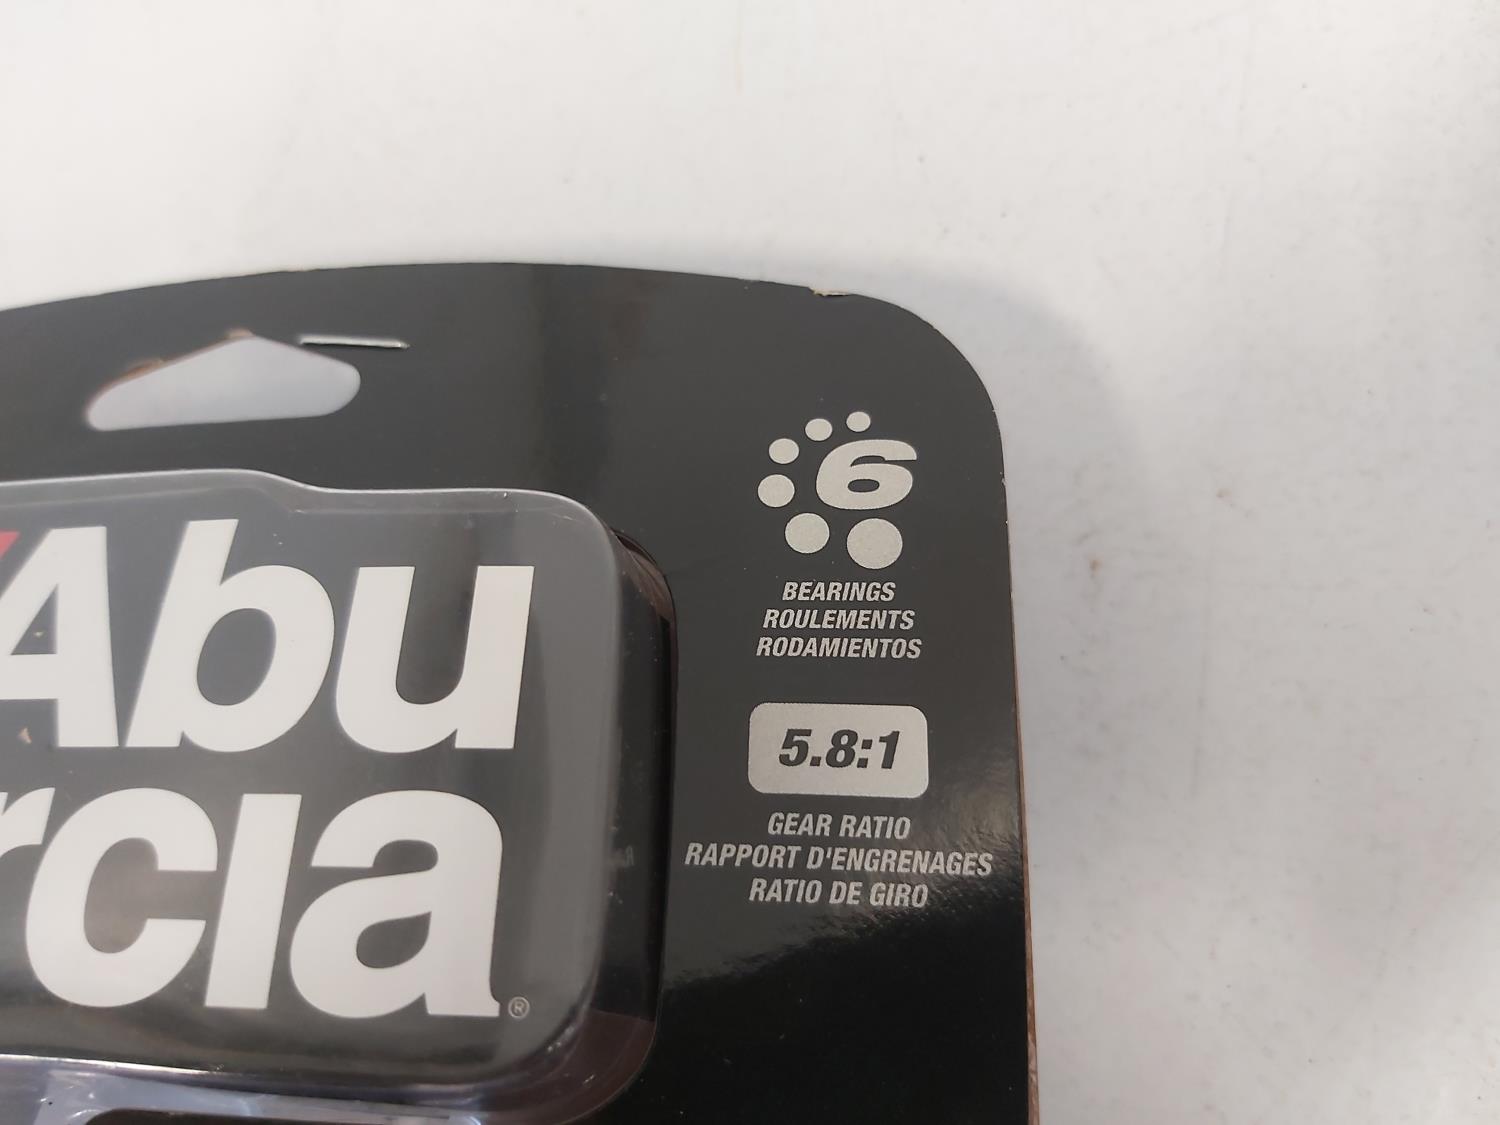 Abu
rcia®
6
BEARINGS
ROULEMENTS
RODAMIENTOS
5.8:1
GEAR RATIO
RAPPORT D'ENGRENAGES
RATIO DE GIRO